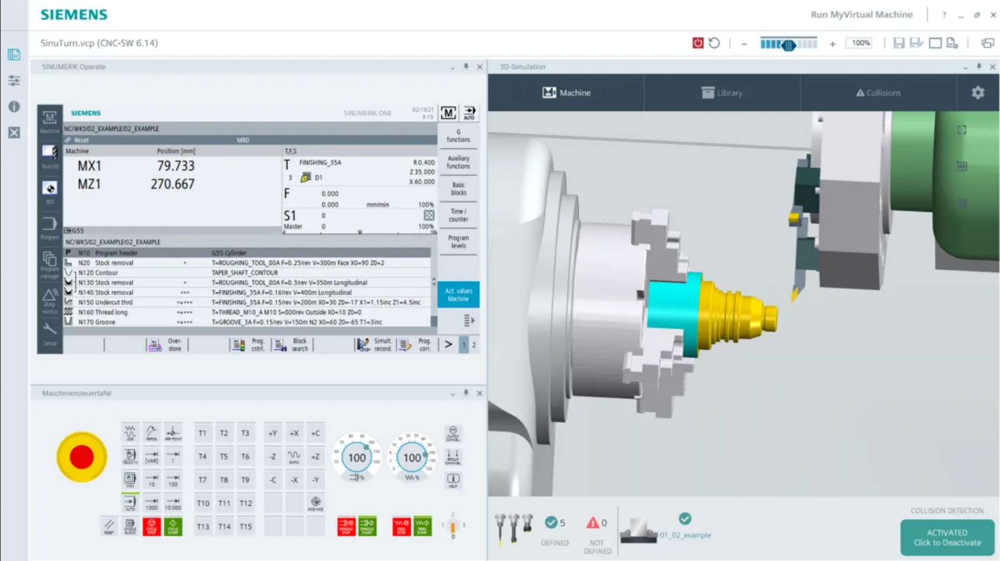 SIEMENS
Run MyVirtual Machine
?
SinuTurn.vcp (CNC-SW 6.14)
- + 100%
SINUMERIK Operate
SIEMENS
SINUMERIK ONE
02/15/21
9:15
M
AUTO
NC/WKS/02_EXAMPLE/02_EXAMPLE
Reset
MRD
Machine Position [mm]
MX1 79.733
MZ1 270.667
T,F,S
T FINISHING_35A R 0.400
3 D1 Z 35.000
X 60.000
F 0.000
0.000 mm/min 100%
S1 0
Master 0 100%
0 50 100
G55
Machine
Tool list
WO
Program
Program
manager
Diag-
nostics
Setup
NC/WKS/02_EXAMPLE/02_EXAMPLE
P N10 Program header G55 Cylinder
N20 Stock removal T=ROUGHING_TOOL_80A F=0.25/rev V=300m Face X0=90 Z0=2
N120 Contour TAPER_SHAFT_CONTOUR
N130 Stock removal T=ROUGHING_TOOL_80A F=0.3/rev V=350m Longitudinal
N140 Stock removal T=FINISHING_35A F=0.16/rev V=400m Longitudinal
N150 Undercut thrd T=FINISHING_35A F=0.15/rev V=200m X0=30 Z0=-17 X1=1.15inc Z1=4.5inc
N160 Thread long. T=THREAD_M10_A M10 S=800rev Outside X0=10 Z0=0
N170 Groove T=GROOVE_3A F=0.15/rev V=150m N2 X0=60 Z0=-65 T1=3inc
G
functions
Auxiliary
functions
Basic
blocks
Time /
counter
Program
levels
Act. values
Machine
Over-
store
Prog.
cntrl.
Block
search
Simult.
record.
Prog.
corr.
> 1 2
Maschinensteuertafel
JOG REPOS REF.POINT
TEACH IN [VAR] 1
MDA 10 100
AUTO 1000 10 000
RESET SINGLE BLOCK CYCLE STOP CYCLE START
T1 T2 T3
T4 T5 T6
T7 T8 T9
T10 T11 T12
T13 T14 T15
+Y +X +C
-Z RAPID +Z
-C -X -Y
WCS MCS
100
%
100
%
SPINDLE STOP SPINDLE START
FEED STOP FEED START
ALARM CANCEL
GROUP CHANNEL
HELP
2
1 3
0
3D-Simulation
Machine
Library
Collisions
5
DEFINED
0
NOT
DEFINED
01_02_example
COLLISION DETECTION
ACTIVATED
Click to Deactivate